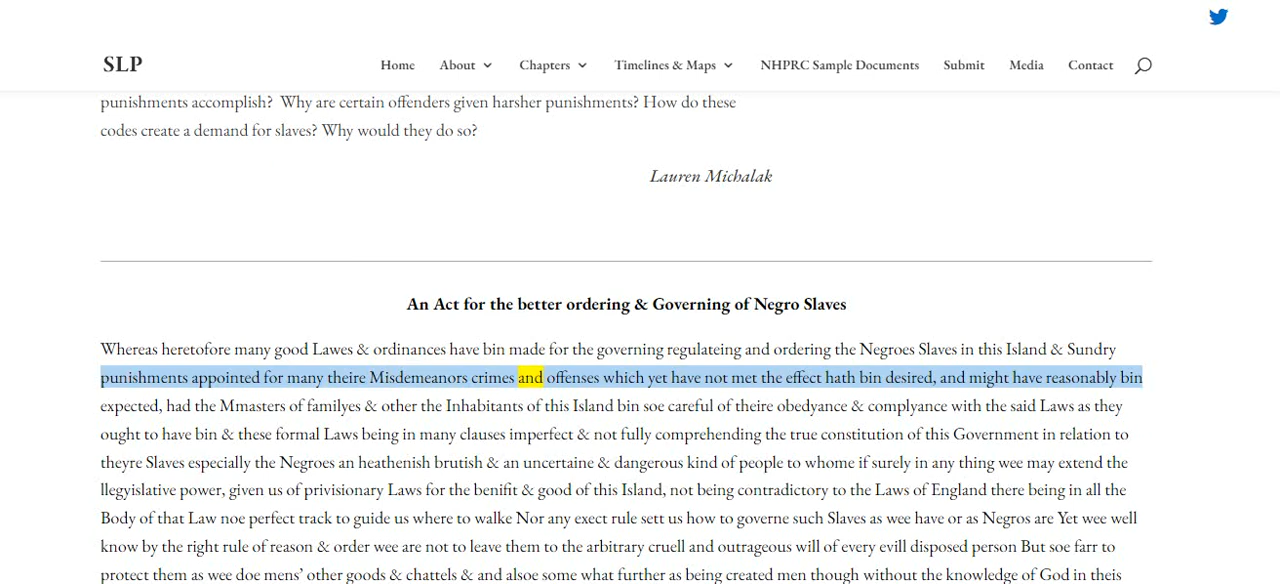 SLP
Home About Chapters Timelines & Maps NHPRC Sample Documents Submit Media Contact
punishments accomplish?  Why are certain offenders given harsher punishments? How do these
codes create a demand for slaves? Why would they do so?
Lauren Michalak
An Act for the better ordering & Governing of Negro Slaves
Whereas heretofore many good Lawes & ordinances have bin made for the governing regulateing and ordering the Negroes Slaves in this Island & Sundry
punishments appointed for many theire Misdemeanors crimes and offenses which yet have not met the effect hath bin desired, and might have reasonably bin
expected, had the Mmasters of familyes & other the Inhabitants of this Island bin soe careful of theire obedyance & complyance with the said Laws as they
ought to have bin & these formal Laws being in many clauses imperfect & not fully comprehending the true constitution of this Government in relation to
theyre Slaves especially the Negroes an heathenish brutish & an uncertaine & dangerous kind of people to whome if surely in any thing wee may extend the
llegyislative power, given us of privisionary Laws for the benifit & good of this Island, not being contradictory to the Laws of England there being in all the
Body of that Law noe perfect track to guide us where to walke Nor any exect rule sett us how to governe such Slaves as wee have or as Negros are Yet wee well
know by the right rule of reason & order wee are not to leave them to the arbitrary cruell and outrageous will of every evill disposed person But soe farr to
protect them as wee doe mens’ other goods & chattels & and alsoe some what further as being created men though without the knowledge of God in theis